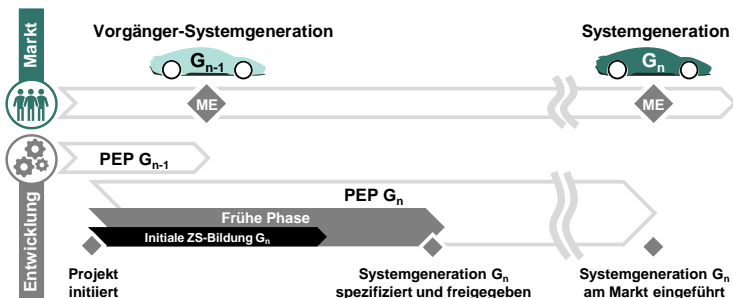 Markt
Vorgänger-Systemgeneration
Systemgeneration
Gn-1
Gn
ME
ME
Entwicklung
PEP Gn-1
PEP Gn
Frühe Phase
Initiale ZS-Bildung Gn
Projekt
initiiert
Systemgeneration Gn
spezifiziert und freigegeben
Systemgeneration Gn
am Markt eingeführt